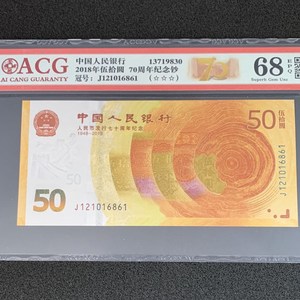 ACG
AI CANG GUARANTY
中国人民银行 13719830
2018年伍拾圆 70周年纪念钞
冠号: J121016861 (☆☆☆)
70
68
EPQ
Superb Gem Unc
中国人民银行
人民币发行七十周年纪念
1948-2018
50
伍拾圆
50
J121016861
J121016861